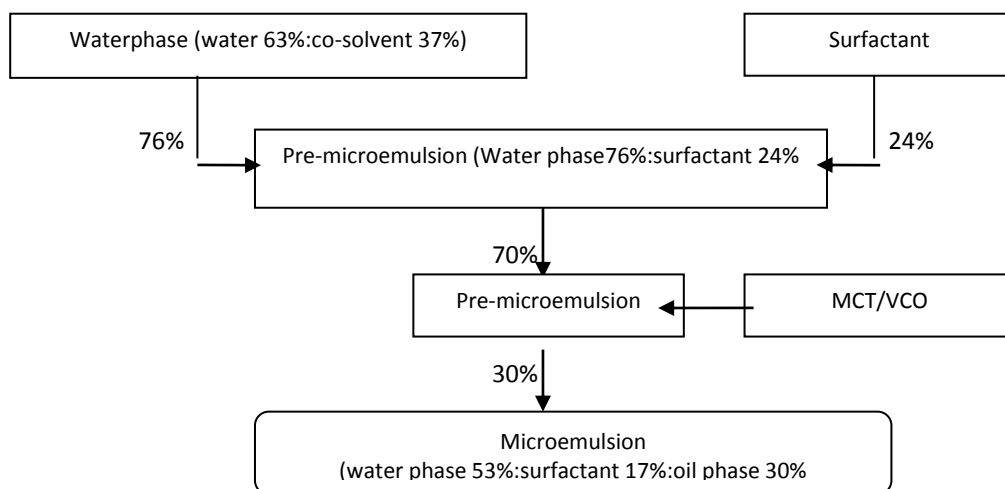 Waterphase (water 63%:co-solvent 37%)
Surfactant
76%
24%
Pre-microemulsion (Water phase76%:surfactant 24%
70%
Pre-microemulsion
MCT/VCO
30%
Microemulsion
(water phase 53%:surfactant 17%:oil phase 30%